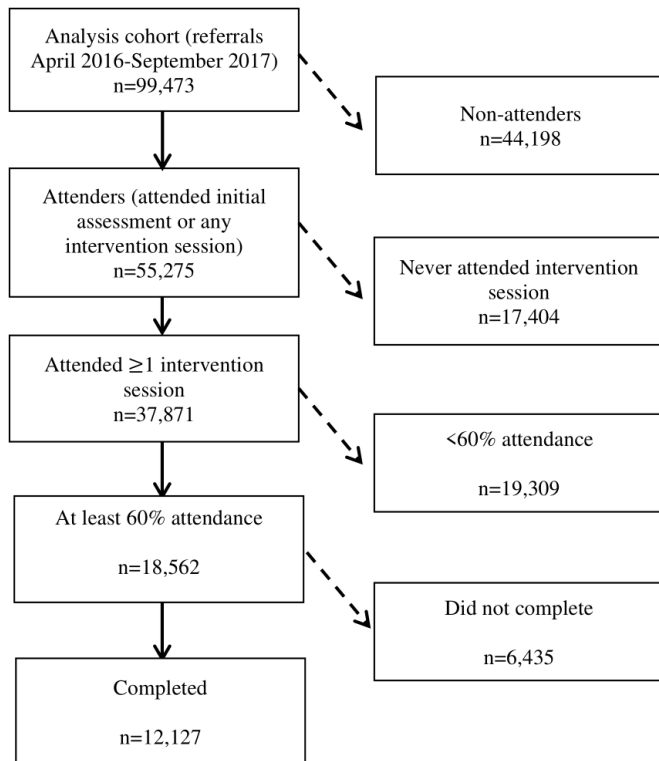 Analysis cohort (referrals
April 2016-September 2017)
n=99,473
Non-attenders
n=44,198
Attenders (attended initial
assessment or any
intervention session)
n=55,275
Never attended intervention
session
n=17,404
Attended ≥1 intervention
session
n=37,871
<60% attendance
n=19,309
At least 60% attendance
n=18,562
Did not complete
n=6,435
Completed
n=12,127